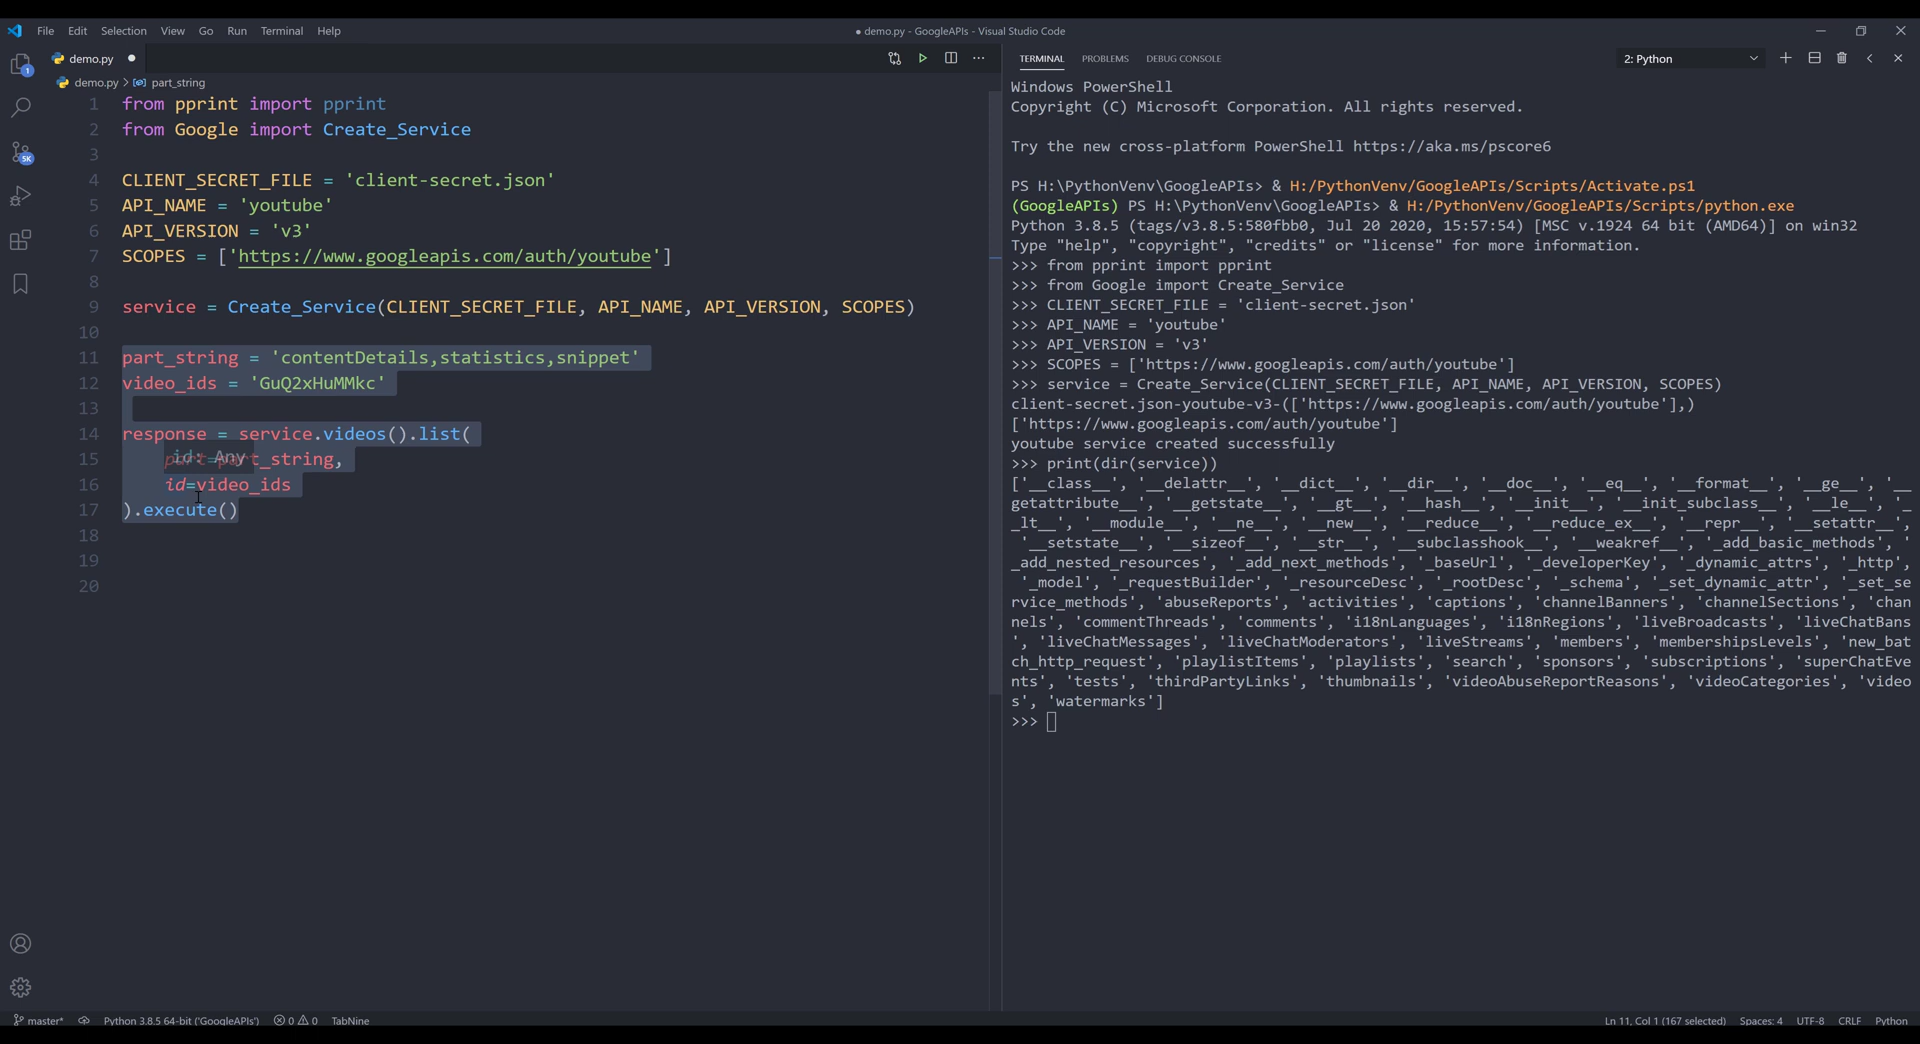 File Edit Selection View Go Run Terminal Help
● demo.py - GoogleAPIs - Visual Studio Code
demo.py ●
TERMINAL PROBLEMS DEBUG CONSOLE
2: Python
demo.py > part_string
1 from pprint import pprint
2 from Google import Create_Service
3
4 CLIENT_SECRET_FILE = 'client-secret.json'
5 API_NAME = 'youtube'
6 API_VERSION = 'v3'
7 SCOPES = ['https://www.googleapis.com/auth/youtube']
8
9 service = Create_Service(CLIENT_SECRET_FILE, API_NAME, API_VERSION, SCOPES)
10
11 part_string = 'contentDetails,statistics,snippet'
12 video_ids = 'GuQ2xHuMMkc'
13
14 response = service.videos().list(
15 part=part_string,
id: Any
16 id=video_ids
17 ).execute()
18
19
20
1
5K
Windows PowerShell
Copyright (C) Microsoft Corporation. All rights reserved.
Try the new cross-platform PowerShell https://aka.ms/pscore6
PS H:\PythonVenv\GoogleAPIs> & H:/PythonVenv/GoogleAPIs/Scripts/Activate.ps1
(GoogleAPIs) PS H:\PythonVenv\GoogleAPIs> & H:/PythonVenv/GoogleAPIs/Scripts/python.exe
Python 3.8.5 (tags/v3.8.5:580fbb0, Jul 20 2020, 15:57:54) [MSC v.1924 64 bit (AMD64)] on win32
Type "help", "copyright", "credits" or "license" for more information.
>>> from pprint import pprint
>>> from Google import Create_Service
>>> CLIENT_SECRET_FILE = 'client-secret.json'
>>> API_NAME = 'youtube'
>>> API_VERSION = 'v3'
>>> SCOPES = ['https://www.googleapis.com/auth/youtube']
>>> service = Create_Service(CLIENT_SECRET_FILE, API_NAME, API_VERSION, SCOPES)
client-secret.json-youtube-v3-(['https://www.googleapis.com/auth/youtube'],)
['https://www.googleapis.com/auth/youtube']
youtube service created successfully
>>> print(dir(service))
['__class__', '__delattr__', '__dict__', '__dir__', '__doc__', '__eq__', '__format__', '__ge__', '__
getattribute__', '__getstate__', '__gt__', '__hash__', '__init__', '__init_subclass__', '__le__', '_
_lt__', '__module__', '__ne__', '__new__', '__reduce__', '__reduce_ex__', '__repr__', '__setattr__',
 '__setstate__', '__sizeof__', '__str__', '__subclasshook__', '__weakref__', '_add_basic_methods', '
_add_nested_resources', '_add_next_methods', '_baseUrl', '_developerKey', '_dynamic_attrs', '_http',
 '_model', '_requestBuilder', '_resourceDesc', '_rootDesc', '_schema', '_set_dynamic_attr', '_set_se
rvice_methods', 'abuseReports', 'activities', 'captions', 'channelBanners', 'channelSections', 'chan
nels', 'commentThreads', 'comments', 'i18nLanguages', 'i18nRegions', 'liveBroadcasts', 'liveChatBans
', 'liveChatMessages', 'liveChatModerators', 'liveStreams', 'members', 'membershipsLevels', 'new_bat
ch_http_request', 'playlistItems', 'playlists', 'search', 'sponsors', 'subscriptions', 'superChatEve
nts', 'tests', 'thirdPartyLinks', 'thumbnails', 'videoAbuseReportReasons', 'videoCategories', 'video
s', 'watermarks']
>>>
master* Python 3.8.5 64-bit ('GoogleAPIs') 0 0 TabNine
Ln 11, Col 1 (167 selected) Spaces: 4 UTF-8 CRLF Python